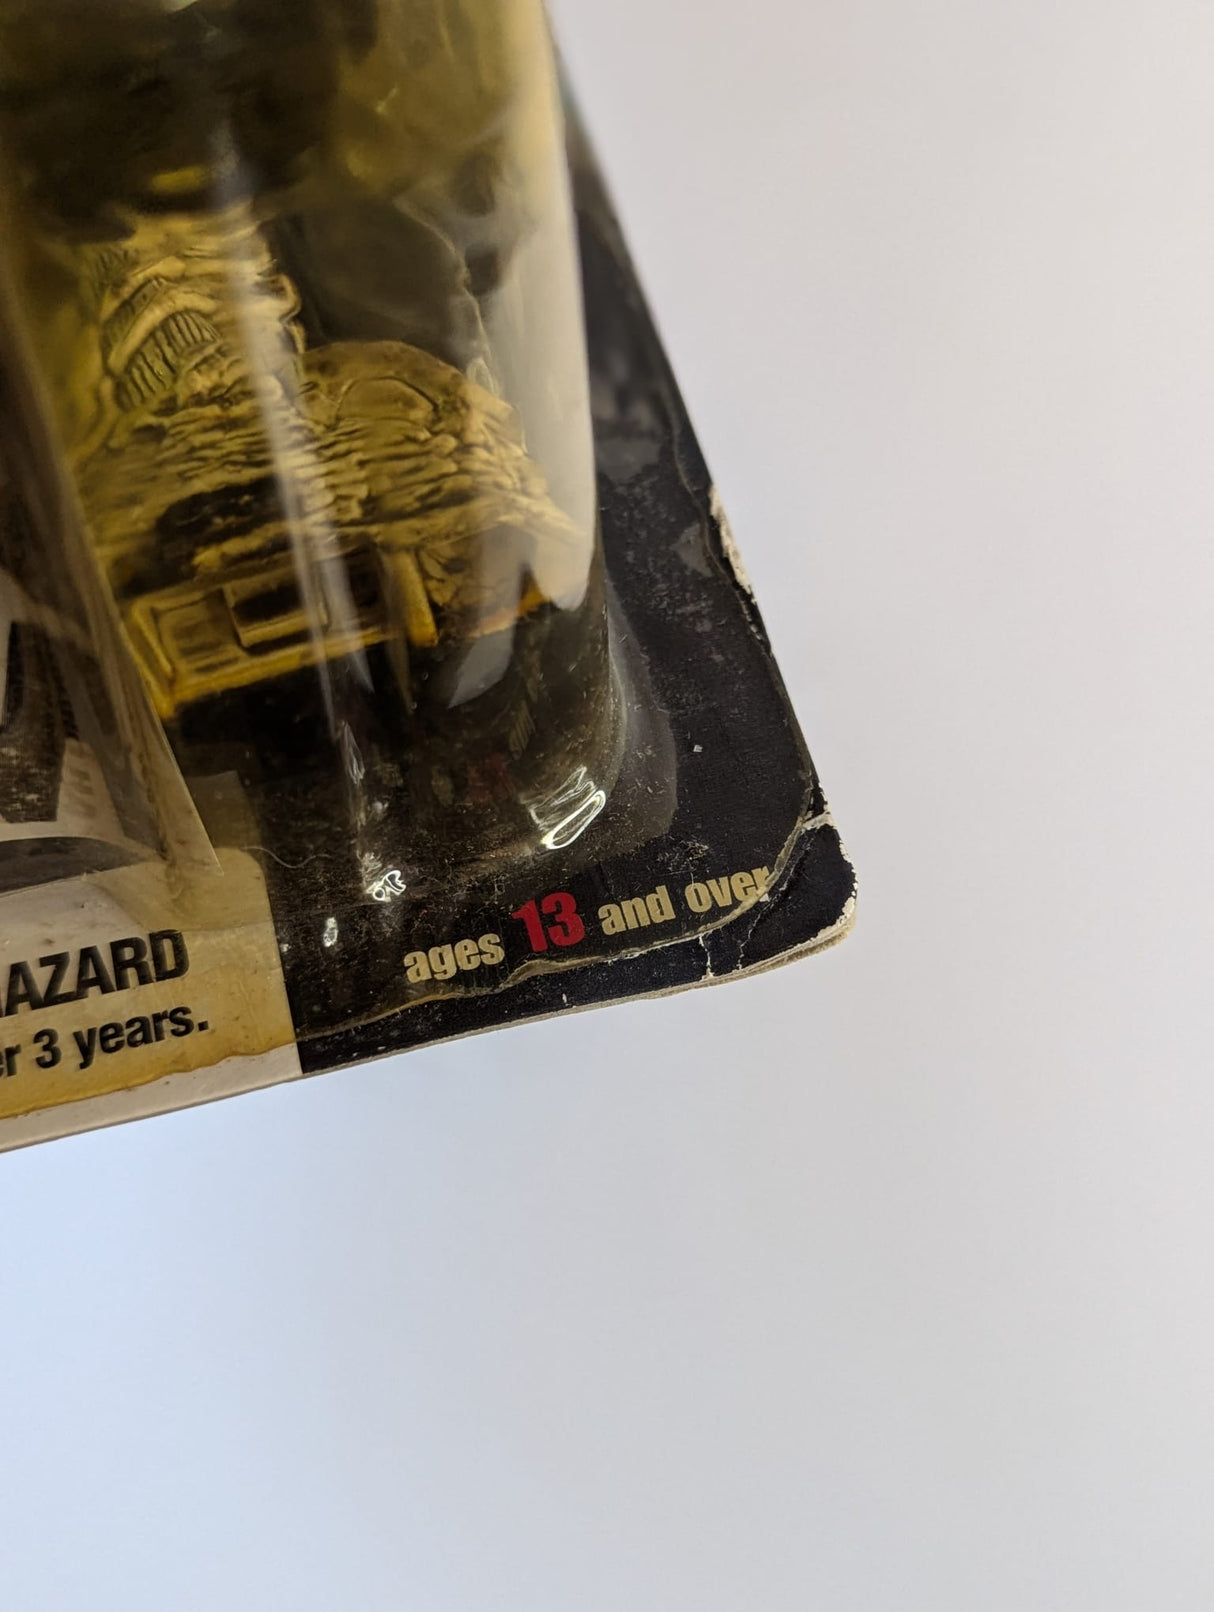 AZARD
r 3 years.
ages 13 and over